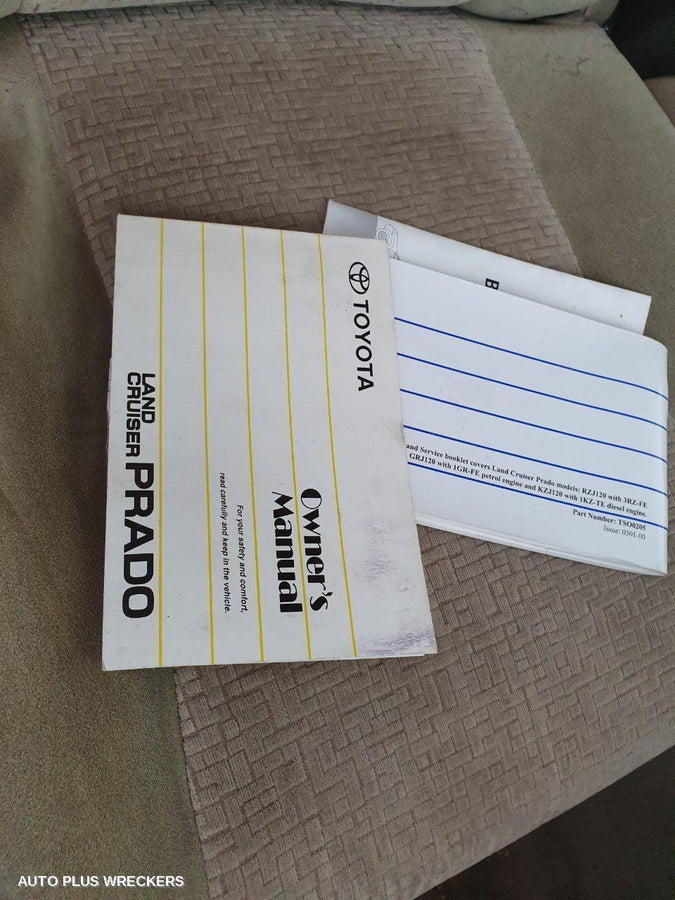 TOYOTA
Owner's
Manual
For your safety and comfort,
read carefully and keep in the vehicle.
LAND
CRUISER PRADO
B
and Service booklet covers Land Cruiser Prado models: RZJ120 with 3RZ-FE
GRJ120 with 1GR-FE petrol engine and KZJ120 with 1KZ-TE diesel engine.
Part Number: TSO0205
Issue: 0301-00
AUTO PLUS WRECKERS